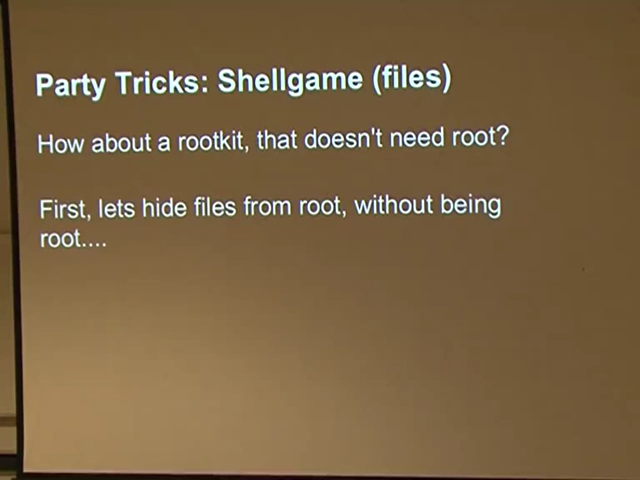 Party Tricks: Shellgame (files)
How about a rootkit, that doesn't need root?
First, lets hide files from root, without being
root....